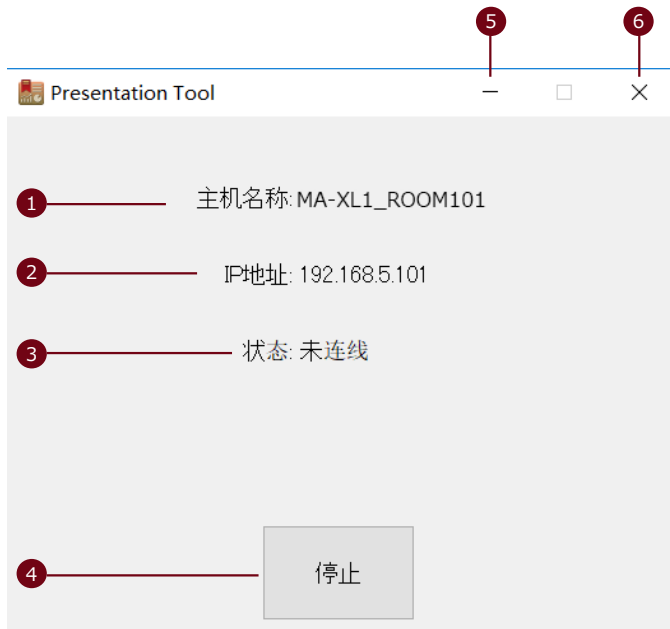 5 6
Presentation Tool
1 主机名称: MA-XL1_ROOM101
2 IP地址: 192.168.5.101
3 状态: 未连线
4 停止